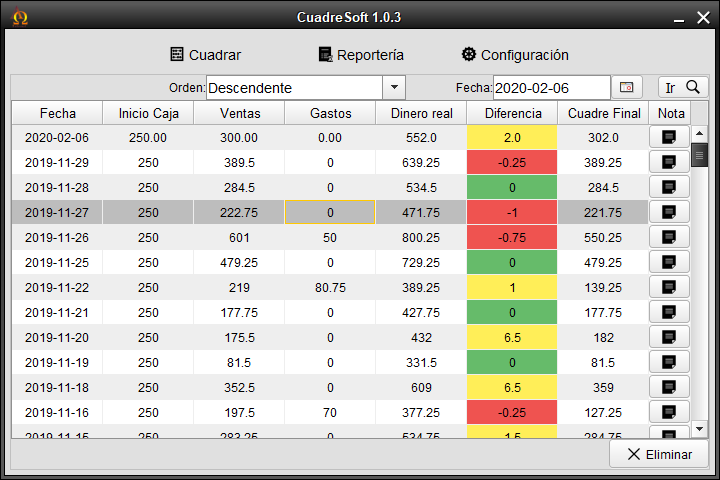 CuadreSoft 1.0.3
Cuadrar Reportería Configuración
Orden: Descendente Fecha: 2020-02-06 Ir
Fecha Inicio Caja Ventas Gastos Dinero real Diferencia Cuadre Final Nota
2020-02-06 250.00 300.00 0.00 552.0 2.0 302.0
2019-11-29 250 389.5 0 639.25 -0.25 389.25
2019-11-28 250 284.5 0 534.5 0 284.5
2019-11-27 250 222.75 0 471.75 -1 221.75
2019-11-26 250 601 50 800.25 -0.75 550.25
2019-11-25 250 479.25 0 729.25 0 479.25
2019-11-22 250 219 80.75 389.25 1 139.25
2019-11-21 250 177.75 0 427.75 0 177.75
2019-11-20 250 175.5 0 432 6.5 182
2019-11-19 250 81.5 0 331.5 0 81.5
2019-11-18 250 352.5 0 609 6.5 359
2019-11-16 250 197.5 70 377.25 -0.25 127.25
2019-11-15 250 283.25 0 534.75 1.5 284.75
Eliminar